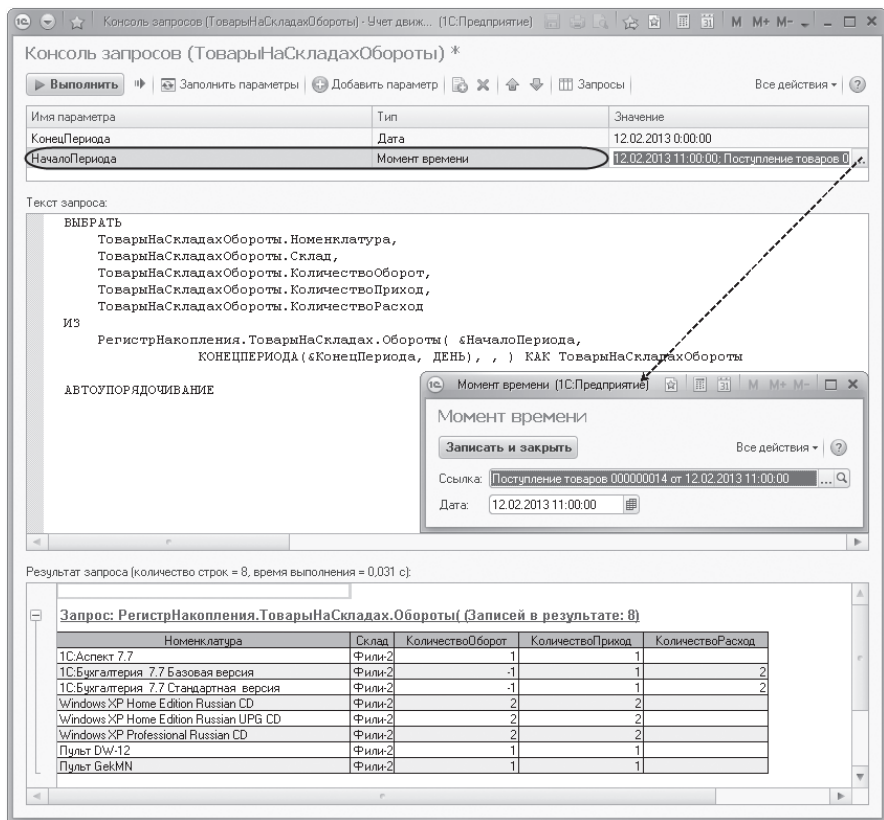 Консоль запросов (ТоварыНаСкладахОбороты) - Учет движ... (1С:Предприятие) M M+ M-
Консоль запросов (ТоварыНаСкладахОбороты) *
Выполнить Заполнить параметры Добавить параметр Запросы Все действия
Имя параметра Тип Значение
КонецПериода Дата 12.02.2013 0:00:00
НачалоПериода Момент времени 12.02.2013 11:00:00; Поступление товаров 0 ...
Текст запроса:
ВЫБРАТЬ
ТоварыНаСкладахОбороты.Номенклатура,
ТоварыНаСкладахОбороты.Склад,
ТоварыНаСкладахОбороты.КоличествоОборот,
ТоварыНаСкладахОбороты.КоличествоПриход,
ТоварыНаСкладахОбороты.КоличествоРасход
ИЗ
РегистрНакопления.ТоварыНаСкладах.Обороты( &НачалоПериода,
КОНЕЦПЕРИОДА(&КонецПериода, ДЕНЬ), , ) КАК ТоварыНаСкладахОбороты
АВТОУПОРЯДОЧИВАНИЕ
Момент времени (1С:Предприятие) 31 M M+ M-
Момент времени
Записать и закрыть Все действия
Ссылка: Поступление товаров 000000014 от 12.02.2013 11:00:00 ...
Дата: 12.02.2013 11:00:00
Результат запроса (количество строк = 8, время выполнения = 0,031 с):
Запрос: РегистрНакопления.ТоварыНаСкладах.Обороты( (Записей в результате: 8)
Номенклатура Склад КоличествоОборот КоличествоПриход КоличествоРасход
1С:Аспект 7.7 Фили-2 1 1
1С:Бухгалтерия 7.7 Базовая версия Фили-2 -1 1 2
1С:Бухгалтерия 7.7 Стандартная версия Фили-2 -1 1 2
Windows XP Home Edition Russian CD Фили-2 2 2
Windows XP Home Edition Russian UPG CD Фили-2 2 2
Windows XP Professional Russian CD Фили-2 2 2
Пульт DW-12 Фили-2 1 1
Пульт GekMN Фили-2 1 1